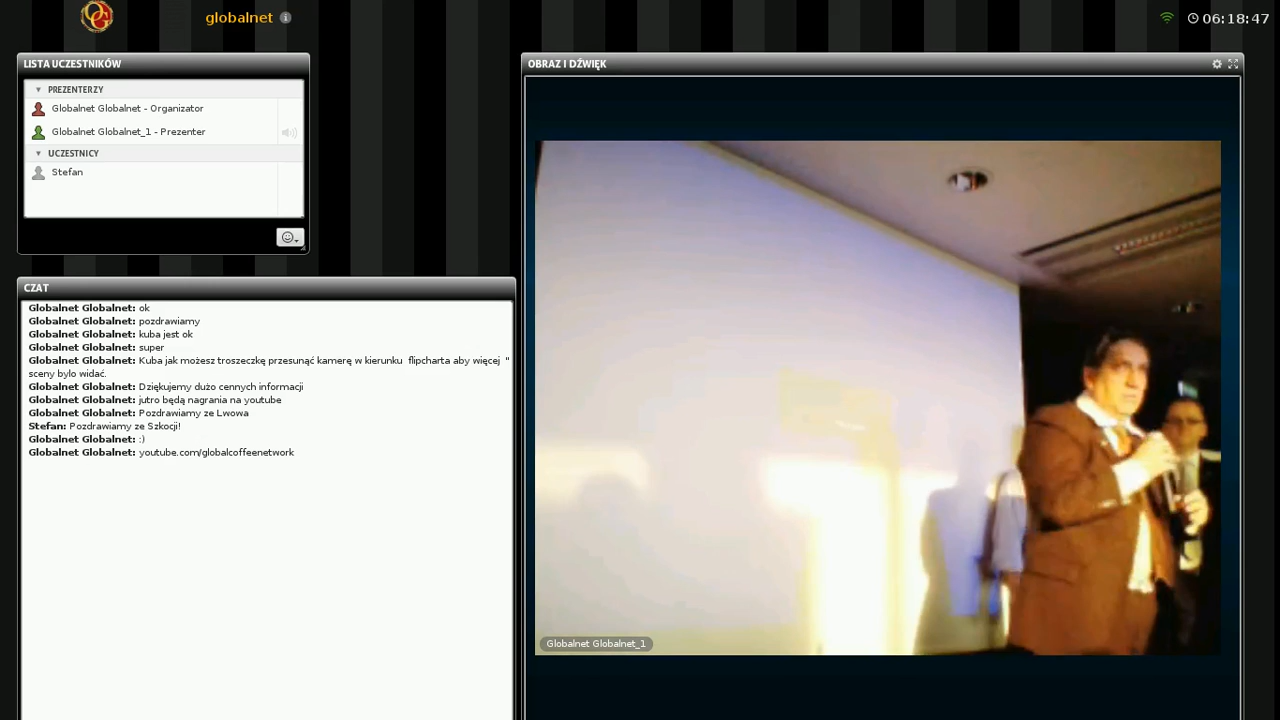 OG
globalnet
06:18:47
LISTA UCZESTNIKÓW
PREZENTERZY
Globalnet Globalnet - Organizator
Globalnet Globalnet_1 - Prezenter
UCZESTNICY
Stefan
CZAT
Globalnet Globalnet: ok
Globalnet Globalnet: pozdrawiamy
Globalnet Globalnet: kuba jest ok
Globalnet Globalnet: super
Globalnet Globalnet: Kuba jak możesz troszeczkę przesunąć kamerę w kierunku  flipcharta aby więcej  "
sceny bylo widać.
Globalnet Globalnet: Dziękujemy dużo cennych informacji
Globalnet Globalnet: jutro będą nagrania na youtube
Globalnet Globalnet: Pozdrawiamy ze Lwowa
Stefan: Pozdrawiamy ze Szkocji!
Globalnet Globalnet: :)
Globalnet Globalnet: youtube.com/globalcoffeenetwork
OBRAZ I DŹWIĘK
Globalnet Globalnet_1